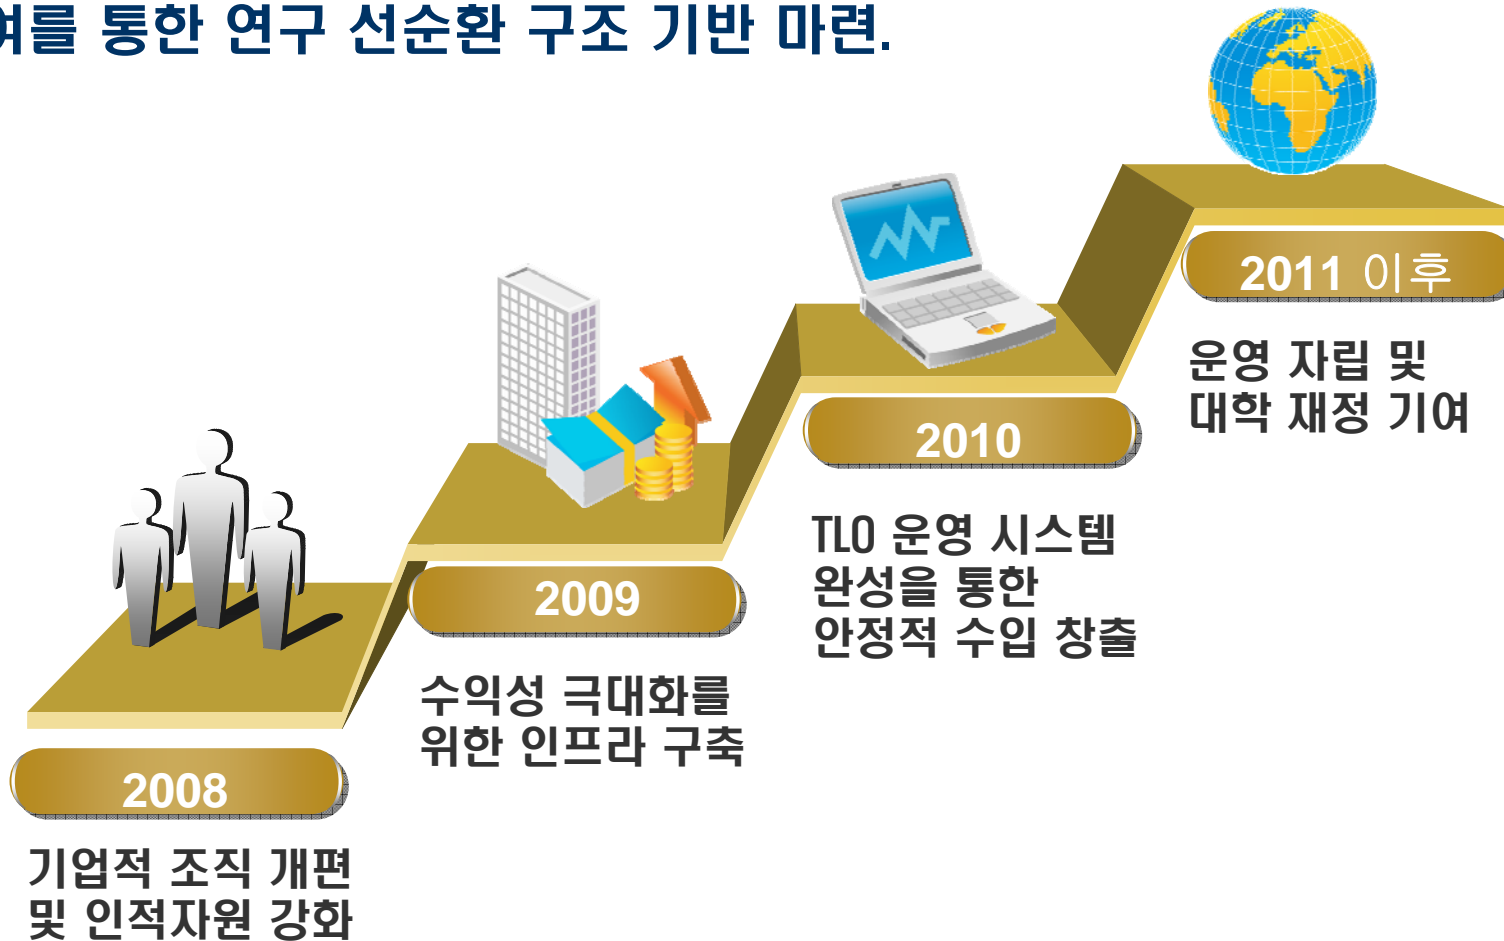 를 통한 연구 선순환 구조 기반 마련.
2011 이후
운영 자립 및
대학 재정 기여
2010
TLO 운영 시스템
완성을 통한
안정적 수입 창출
2009
수익성 극대화를
위한 인프라 구축
2008
기업적 조직 개편
및 인적자원 강화